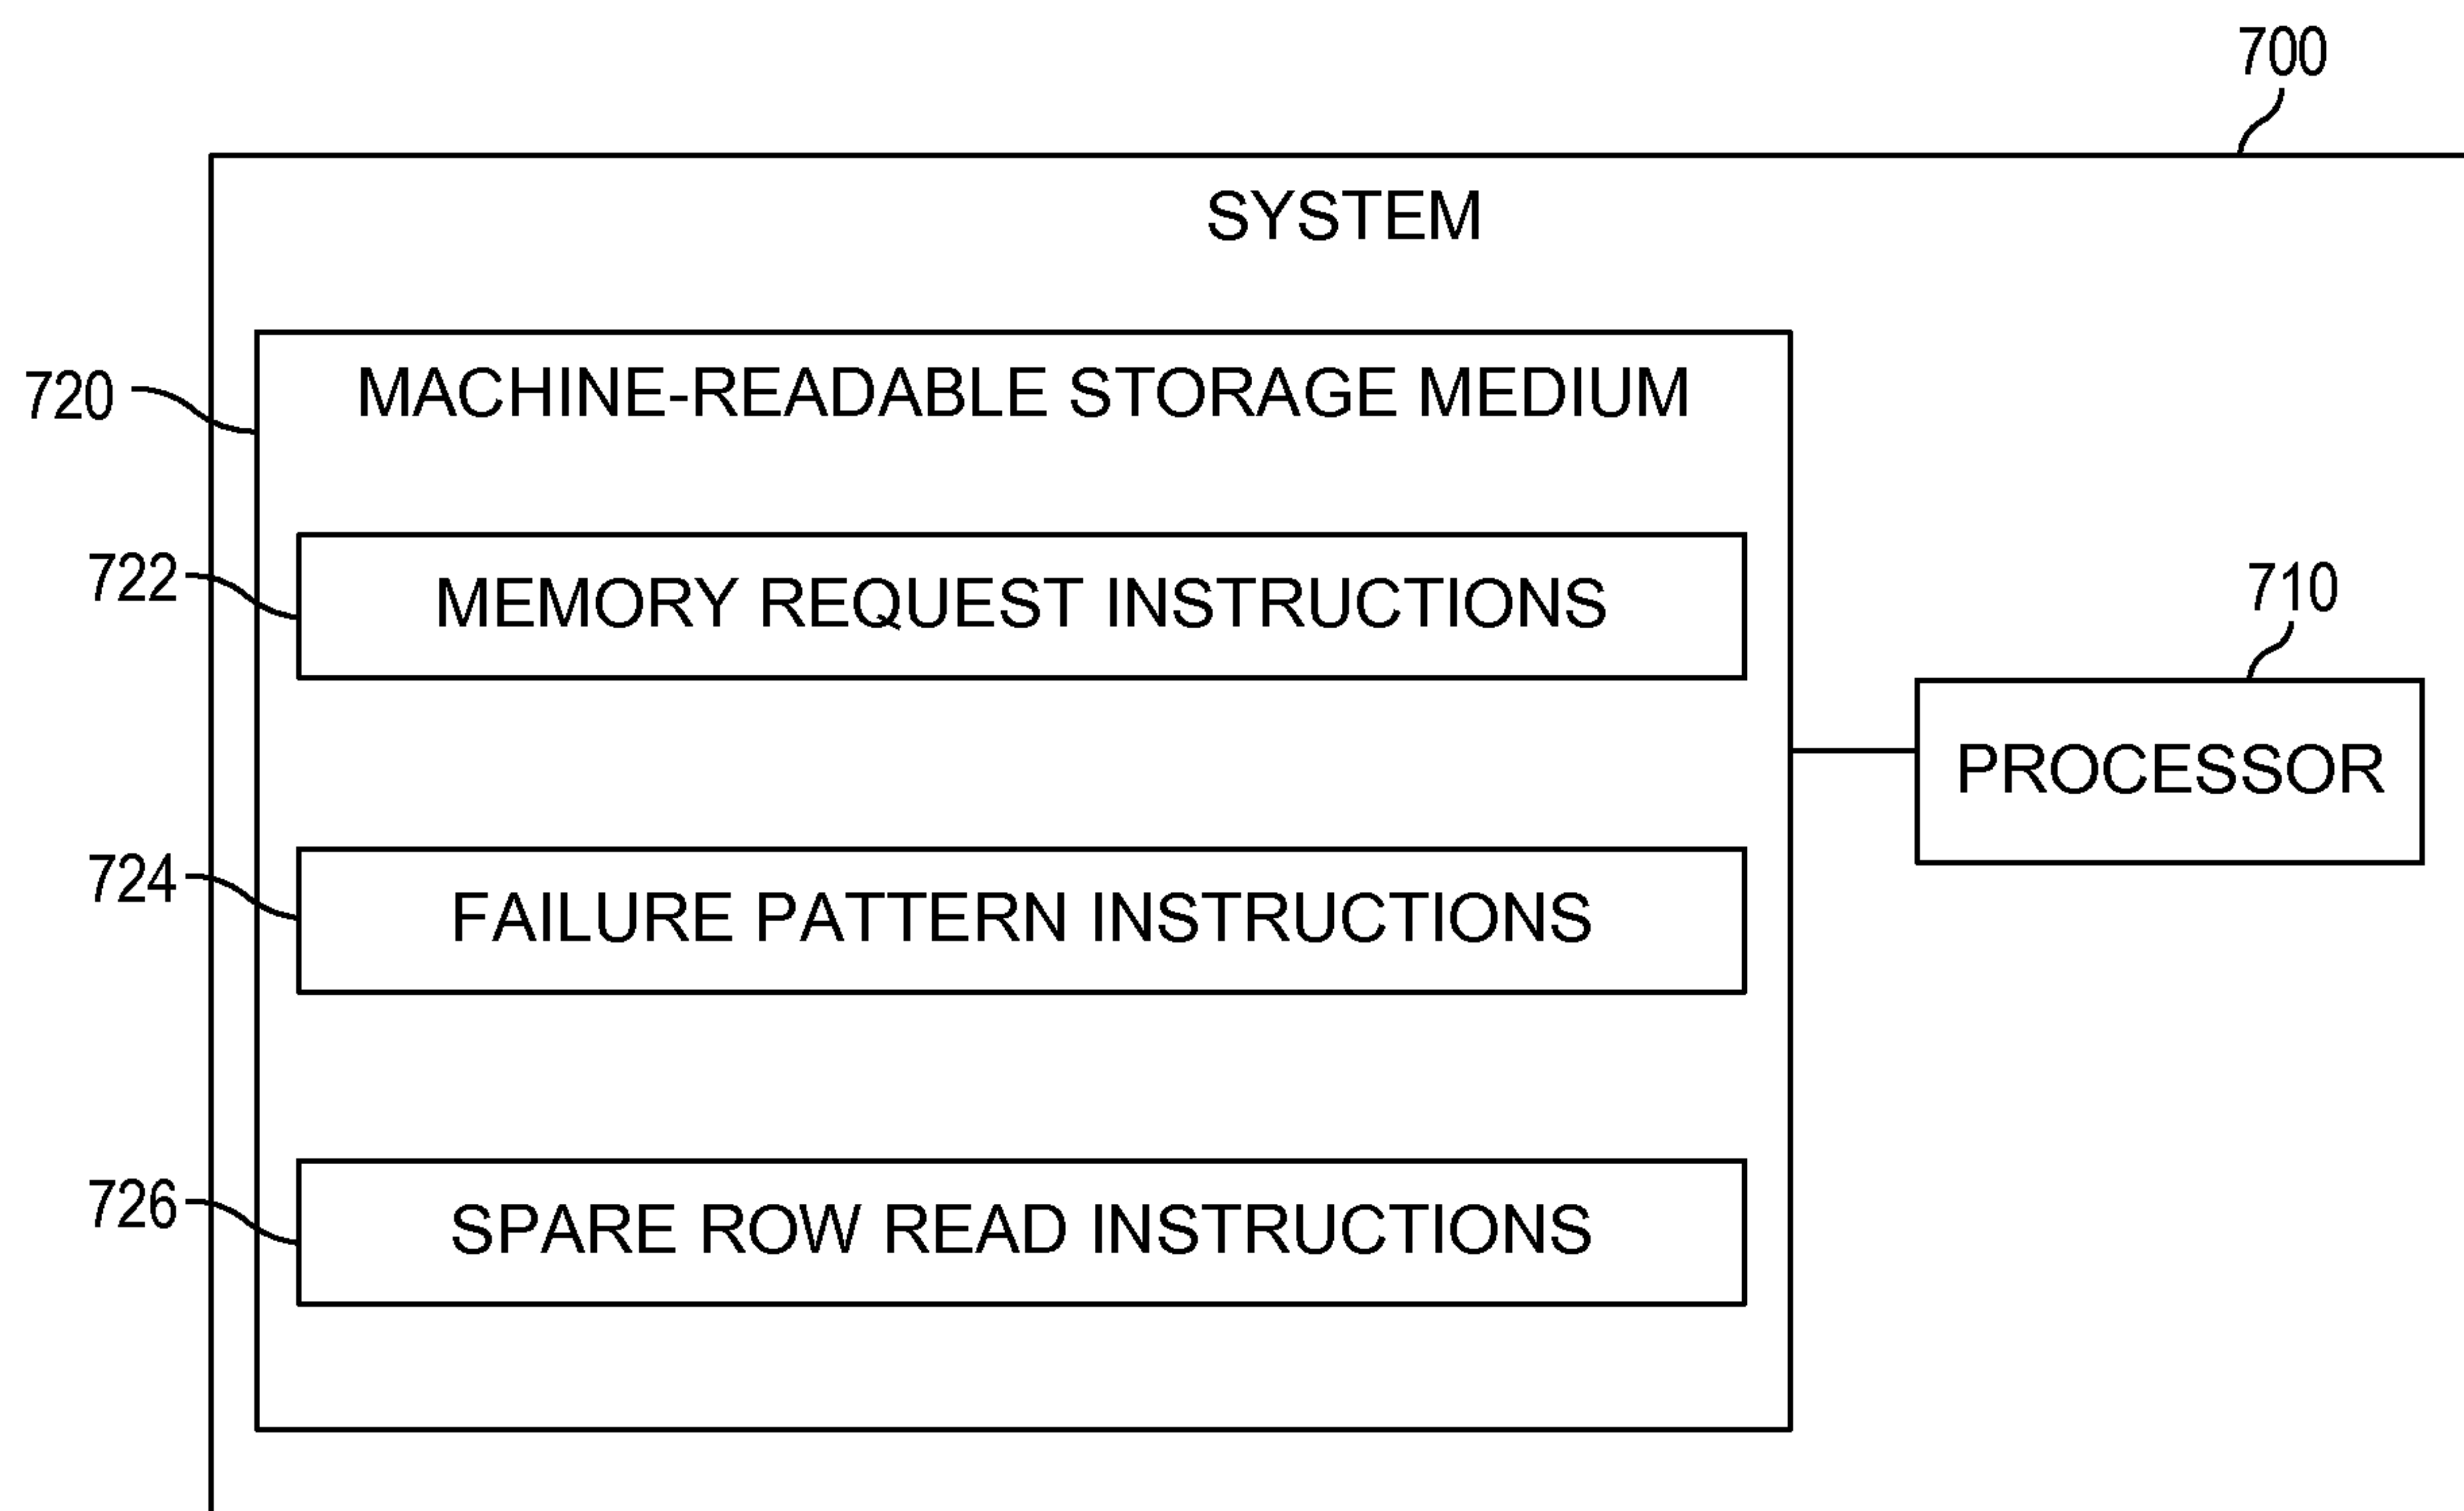 700
SYSTEM
720
MACHINE-READABLE STORAGE MEDIUM
722
MEMORY REQUEST INSTRUCTIONS
710
PROCESSOR
724
FAILURE PATTERN INSTRUCTIONS
726
SPARE ROW READ INSTRUCTIONS